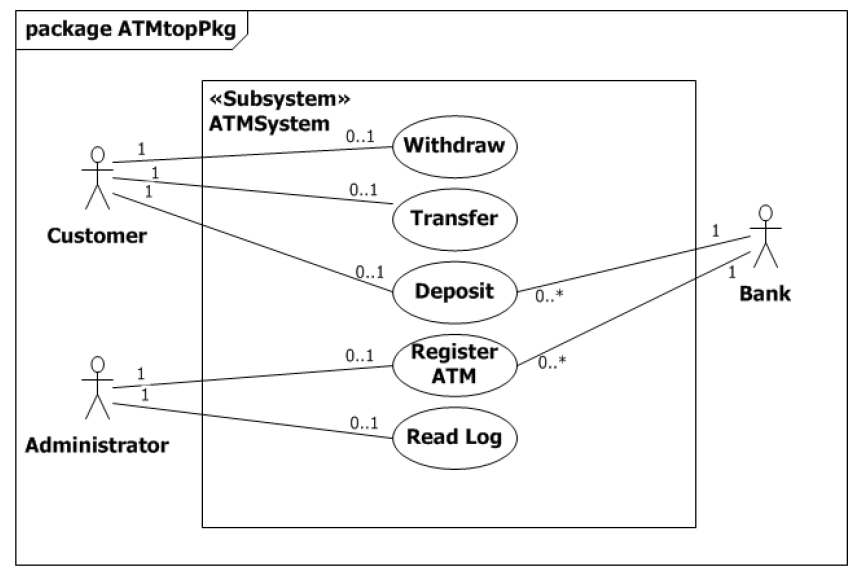 package ATMtopPkg
«Subsystem»
ATMSystem
1
0..1
Withdraw
1
0..1
Transfer
1
Customer
0..1
Deposit
0..*
1
1
Bank
1
0..1
Register
ATM
0..*
1
0..1
Read Log
Administrator